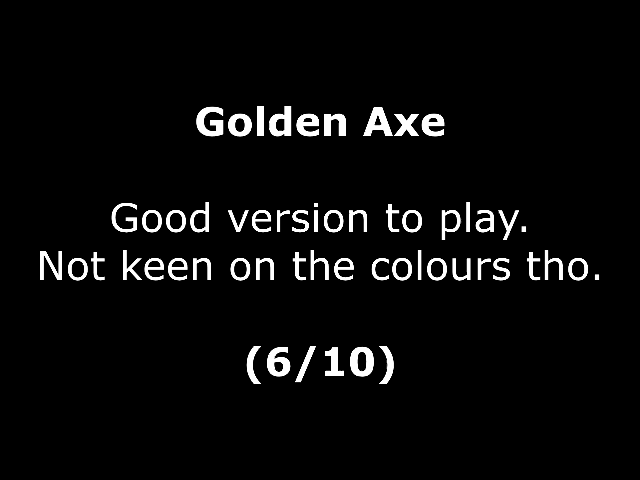 Golden Axe
Good version to play.
Not keen on the colours tho.
(6/10)